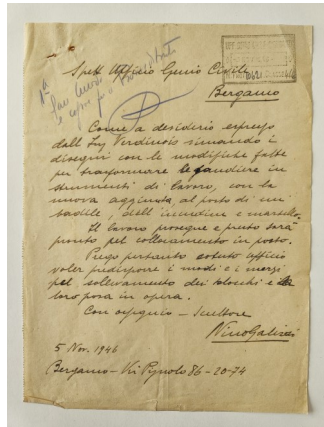 Spett Ufficio Genio Civile
Bergamo
Come a desiderio espresso
dall Ing Verdinois rimando i
disegni con le modifiche fatte
per trasformare le bandiere in
strumenti di lavoro, con la
nuova aggiunta, al posto di un
badile, dell incudine e martello.
Il lavoro prosegue e presto sarà
pronto pel collocamento in posto.
Prego pertanto codesto Ufficio
voler predisporre i modi e i mezzi
pel sollevamento dei blocchi e
loro posa in opera.
Con ossequio - Scultore
Nino Galizzi
5 Nov. 1946
Bergamo - Via Pignolo 86 - 20-74